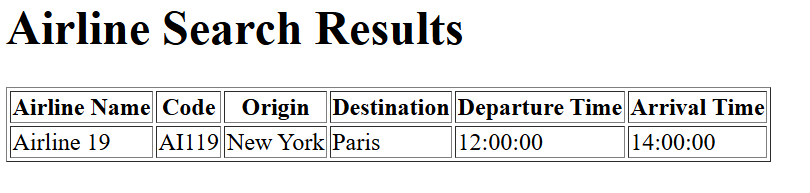 Airline Search Results
Airline Name Code Origin Destination Departure Time Arrival Time
Airline 19 AI119 New York Paris 12:00:00 14:00:00